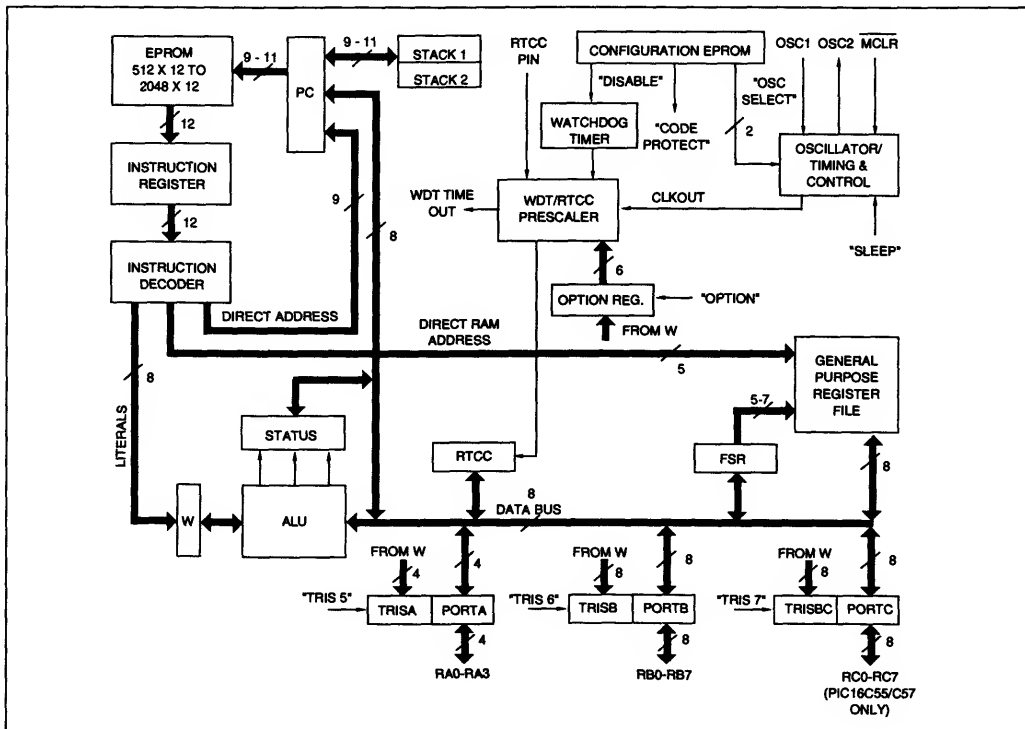 EPROM
512 X 12 TO
2048 X 12
9 - 11
PC
9 - 11
STACK 1
STACK 2
RTCC
PIN
CONFIGURATION EPROM
OSC1 OSC2 MCLR
"DISABLE"
"CODE
PROTECT"
"OSC
SELECT"
2
WATCHDOG
TIMER
OSCILLATOR/
TIMING &
CONTROL
12
INSTRUCTION
REGISTER
12
INSTRUCTION
DECODER
9
8
WDT TIME
OUT
WDT/RTCC
PRESCALER
CLKOUT
"SLEEP"
6
OPTION REG.
"OPTION"
FROM W
DIRECT ADDRESS
DIRECT RAM
ADDRESS
5
GENERAL
PURPOSE
REGISTER
FILE
8
LITERALS
STATUS
RTCC
5-7
FSR
8
W
ALU
8
DATA BUS
FROM W
4
4
"TRIS 5"
TRISA
PORTA
4
RA0-RA3
FROM W
8
8
"TRIS 6"
TRISB
PORTB
8
RB0-RB7
FROM W
8
8
"TRIS 7"
TRISBC
PORTC
8
RC0-RC7
(PIC16C55/C57
ONLY)